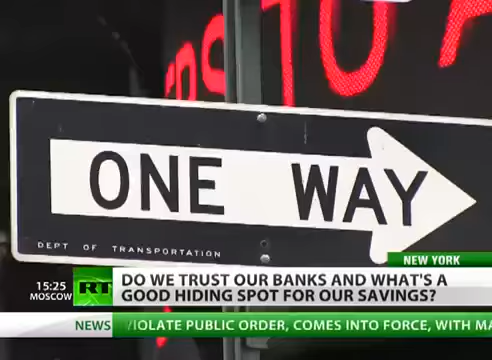 TO A
ONE WAY
DEPT OF TRANSPORTATION
NEW YORK
15:25
MOSCOW
RT
DO WE TRUST OUR BANKS AND WHAT'S A
GOOD HIDING SPOT FOR OUR SAVINGS?
NEWS
VIOLATE PUBLIC ORDER, COMES INTO FORCE, WITH MA